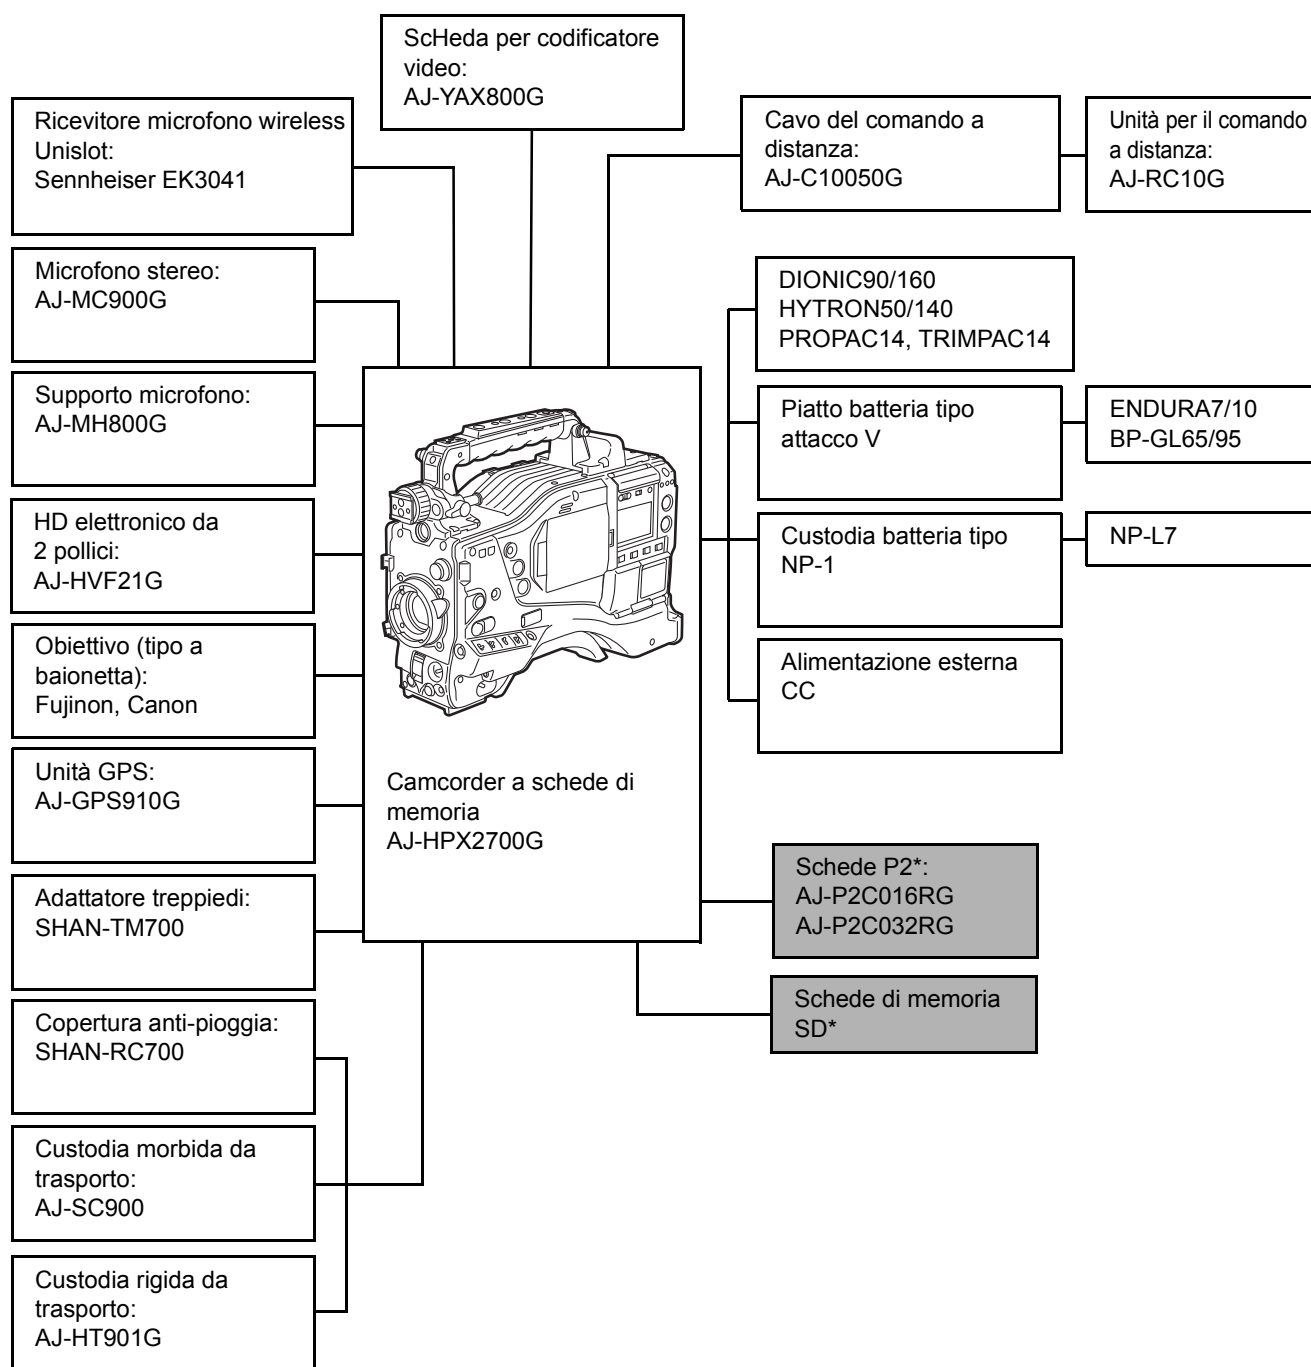 ScHeda per codificatore
video:
AJ-YAX800G
Ricevitore microfono wireless
Unislot:
Sennheiser EK3041
Cavo del comando a
distanza:
AJ-C10050G
Unità per il comando
a distanza:
AJ-RC10G
Microfono stereo:
AJ-MC900G
DIONIC90/160
HYTRON50/140
PROPAC14, TRIMPAC14
Supporto microfono:
AJ-MH800G
Piatto batteria tipo
attacco V
ENDURA7/10
BP-GL65/95
HD elettronico da
2 pollici:
AJ-HVF21G
Custodia batteria tipo
NP-1
NP-L7
Obiettivo (tipo a
baionetta):
Fujinon, Canon
Alimentazione esterna
CC
Unità GPS:
AJ-GPS910G
Camcorder a schede di
memoria
AJ-HPX2700G
Adattatore treppiedi:
SHAN-TM700
Schede P2*:
AJ-P2C016RG
AJ-P2C032RG
Copertura anti-pioggia:
SHAN-RC700
Schede di memoria
SD*
Custodia morbida da
trasporto:
AJ-SC900
Custodia rigida da
trasporto:
AJ-HT901G